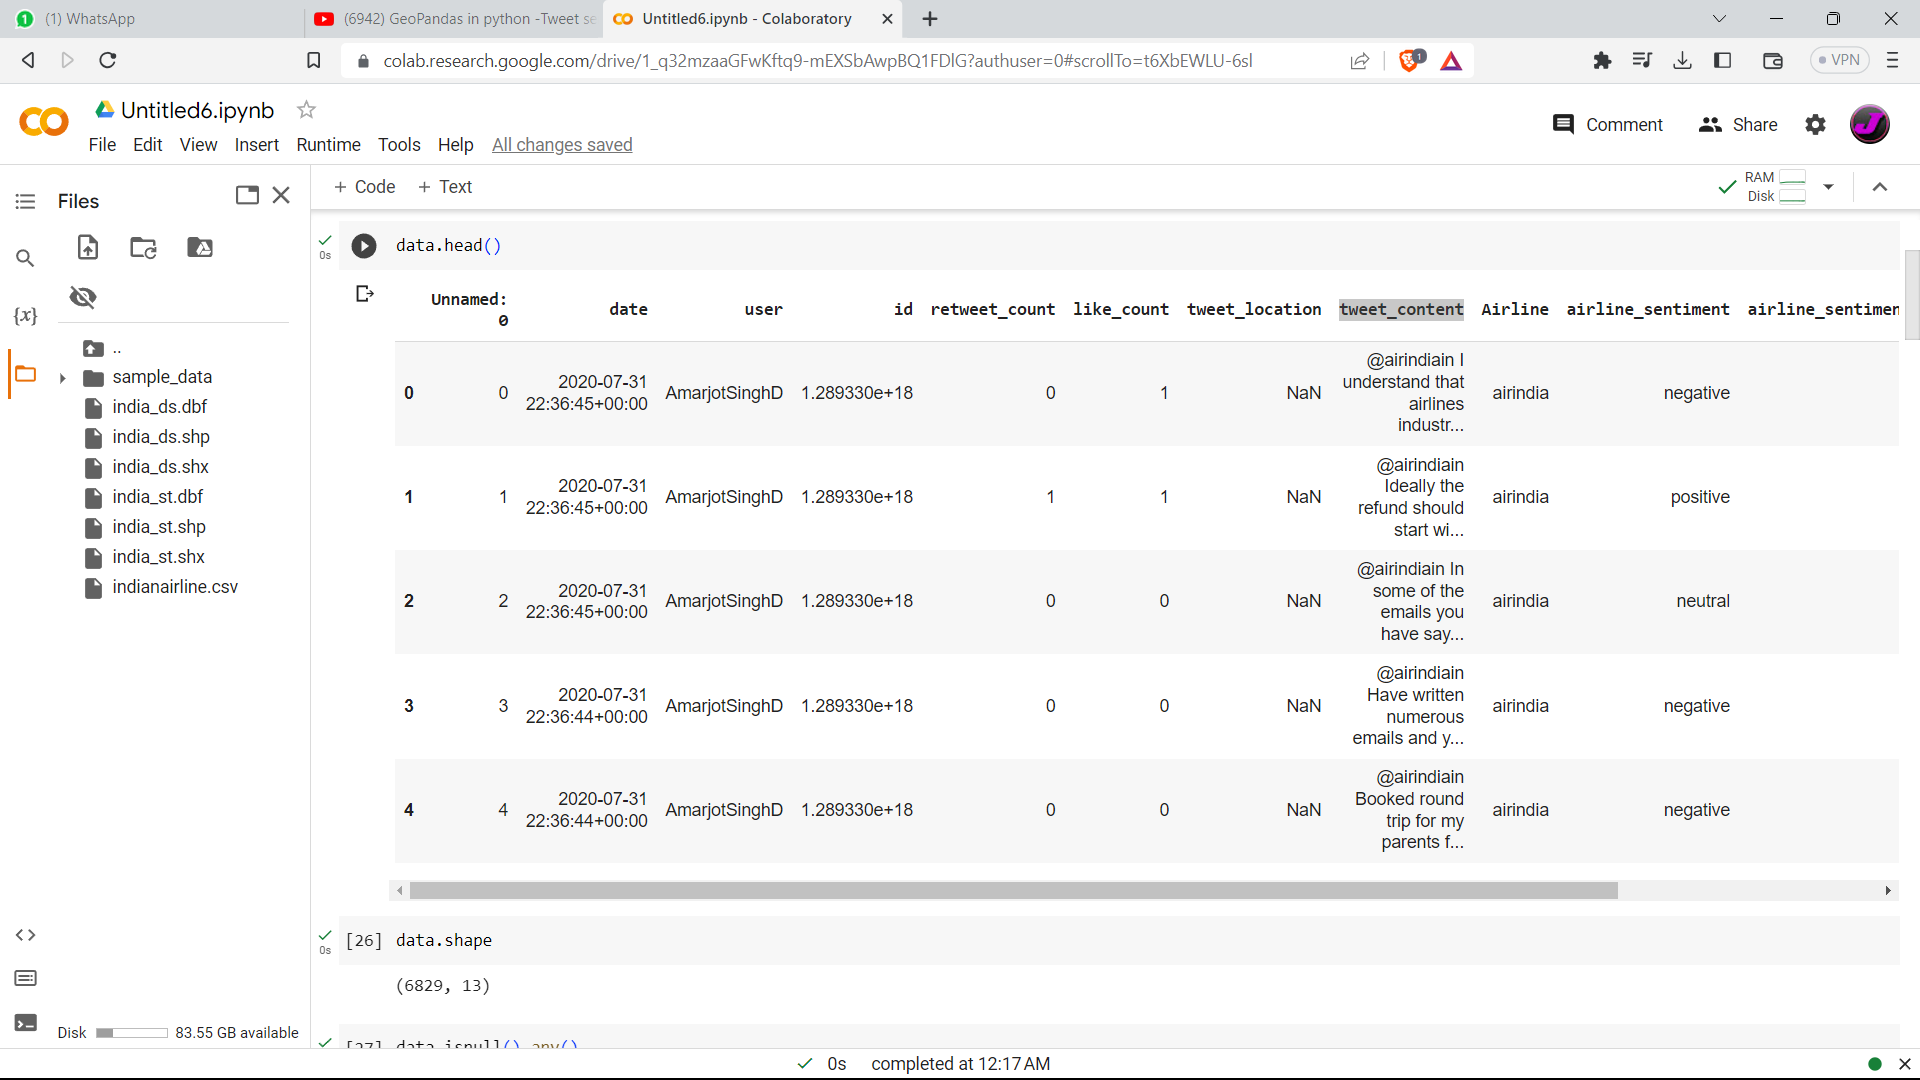 (1) WhatsApp
(6942) GeoPandas in python -Tweet se
Untitled6.ipynb - Colaboratory
colab.research.google.com/drive/1_q32mzaaGFwKftq9-mEXSbAwpBQ1FDlG?authuser=0#scrollTo=t6XbEWLU-6sl
1
VPN
Untitled6.ipynb
File Edit View Insert Runtime Tools Help All changes saved
Comment
Share
Files
+ Code + Text
RAM
Disk
..
sample_data
india_ds.dbf
india_ds.shp
india_ds.shx
india_st.dbf
india_st.shp
india_st.shx
indianairline.csv
Disk 83.55 GB available
0s
data.head()
Unnamed: 0 date user id retweet_count like_count tweet_location tweet_content Airline airline_sentiment airline_sentimen
0 0 2020-07-31 22:36:45+00:00 AmarjotSinghD 1.289330e+18 0 1 NaN @airindiain I understand that airlines industr... airindia negative
1 1 2020-07-31 22:36:45+00:00 AmarjotSinghD 1.289330e+18 1 1 NaN @airindiain Ideally the refund should start wi... airindia positive
2 2 2020-07-31 22:36:45+00:00 AmarjotSinghD 1.289330e+18 0 0 NaN @airindiain In some of the emails you have say... airindia neutral
3 3 2020-07-31 22:36:44+00:00 AmarjotSinghD 1.289330e+18 0 0 NaN @airindiain Have written numerous emails and y... airindia negative
4 4 2020-07-31 22:36:44+00:00 AmarjotSinghD 1.289330e+18 0 0 NaN @airindiain Booked round trip for my parents f... airindia negative
0s
[26] data.shape
(6829, 13)
[27] data.isnull().any()
0s completed at 12:17 AM